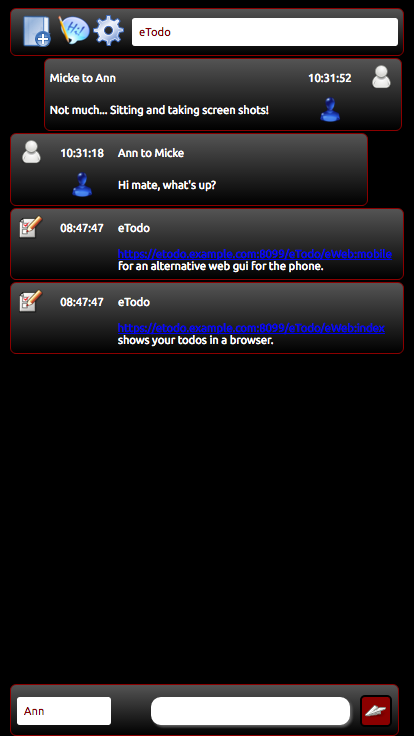 Hi-!
eTodo
Micke to Ann 10:31:52
Not much... Sitting and taking screen shots!
10:31:18 Ann to Micke
Hi mate, what's up?
08:47:47 eTodo
https://etodo.example.com:8099/eTodo/eWeb:mobile
for an alternative web gui for the phone.
08:47:47 eTodo
https://etodo.example.com:8099/eTodo/eWeb:index
shows your todos in a browser.
Ann